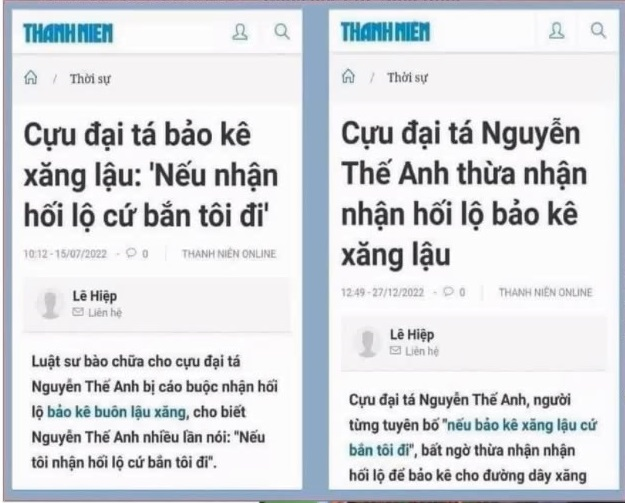 THANH NIEN
/ Thời sự
Cựu đại tá bảo kê
xăng lậu: 'Nếu nhận
hối lộ cứ bắn tôi đi'
10:12 - 15/07/2022 - 0 THANH NIÊN ONLINE
Lê Hiệp
Liên hệ
Luật sư bào chữa cho cựu đại tá
Nguyễn Thế Anh bị cáo buộc nhận hối
lộ bảo kê buôn lậu xăng, cho biết
Nguyễn Thế Anh nhiều lần nói: "Nếu
tôi nhận hối lộ cứ bắn tôi đi".
THANH NIEN
/ Thời sự
Cựu đại tá Nguyễn
Thế Anh thừa nhận
nhận hối lộ bảo kê
xăng lậu
12:49 - 27/12/2022 - 0 THANH NIÊN ONLINE
Lê Hiệp
Liên hệ
Cựu đại tá Nguyễn Thế Anh, người
từng tuyên bố "nếu bảo kê xăng lậu cứ
bắn tôi đi", bất ngờ thừa nhận nhận
hối lộ để bảo kê cho đường dây xăng